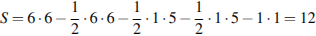 S = 6 · 6 − 1/2 · 6 · 6 − 1/2 · 1 · 5 − 1/2 · 1 · 5 − 1 · 1 = 12